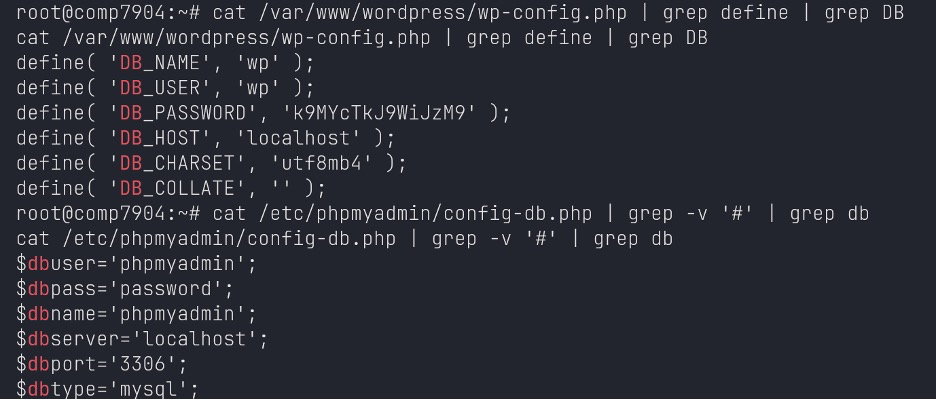 root@comp7904:~# cat /var/www/wordpress/wp-config.php | grep define | grep DB
cat /var/www/wordpress/wp-config.php | grep define | grep DB
define( 'DB_NAME', 'wp' );
define( 'DB_USER', 'wp' );
define( 'DB_PASSWORD', 'k9MYcTkJ9WiJzM9' );
define( 'DB_HOST', 'localhost' );
define( 'DB_CHARSET', 'utf8mb4' );
define( 'DB_COLLATE', '' );
root@comp7904:~# cat /etc/phpmyadmin/config-db.php | grep -v '#' | grep db
cat /etc/phpmyadmin/config-db.php | grep -v '#' | grep db
$dbuser='phpmyadmin';
$dbpass='password';
$dbname='phpmyadmin';
$dbserver='localhost';
$dbport='3306';
$dbtype='mysql';